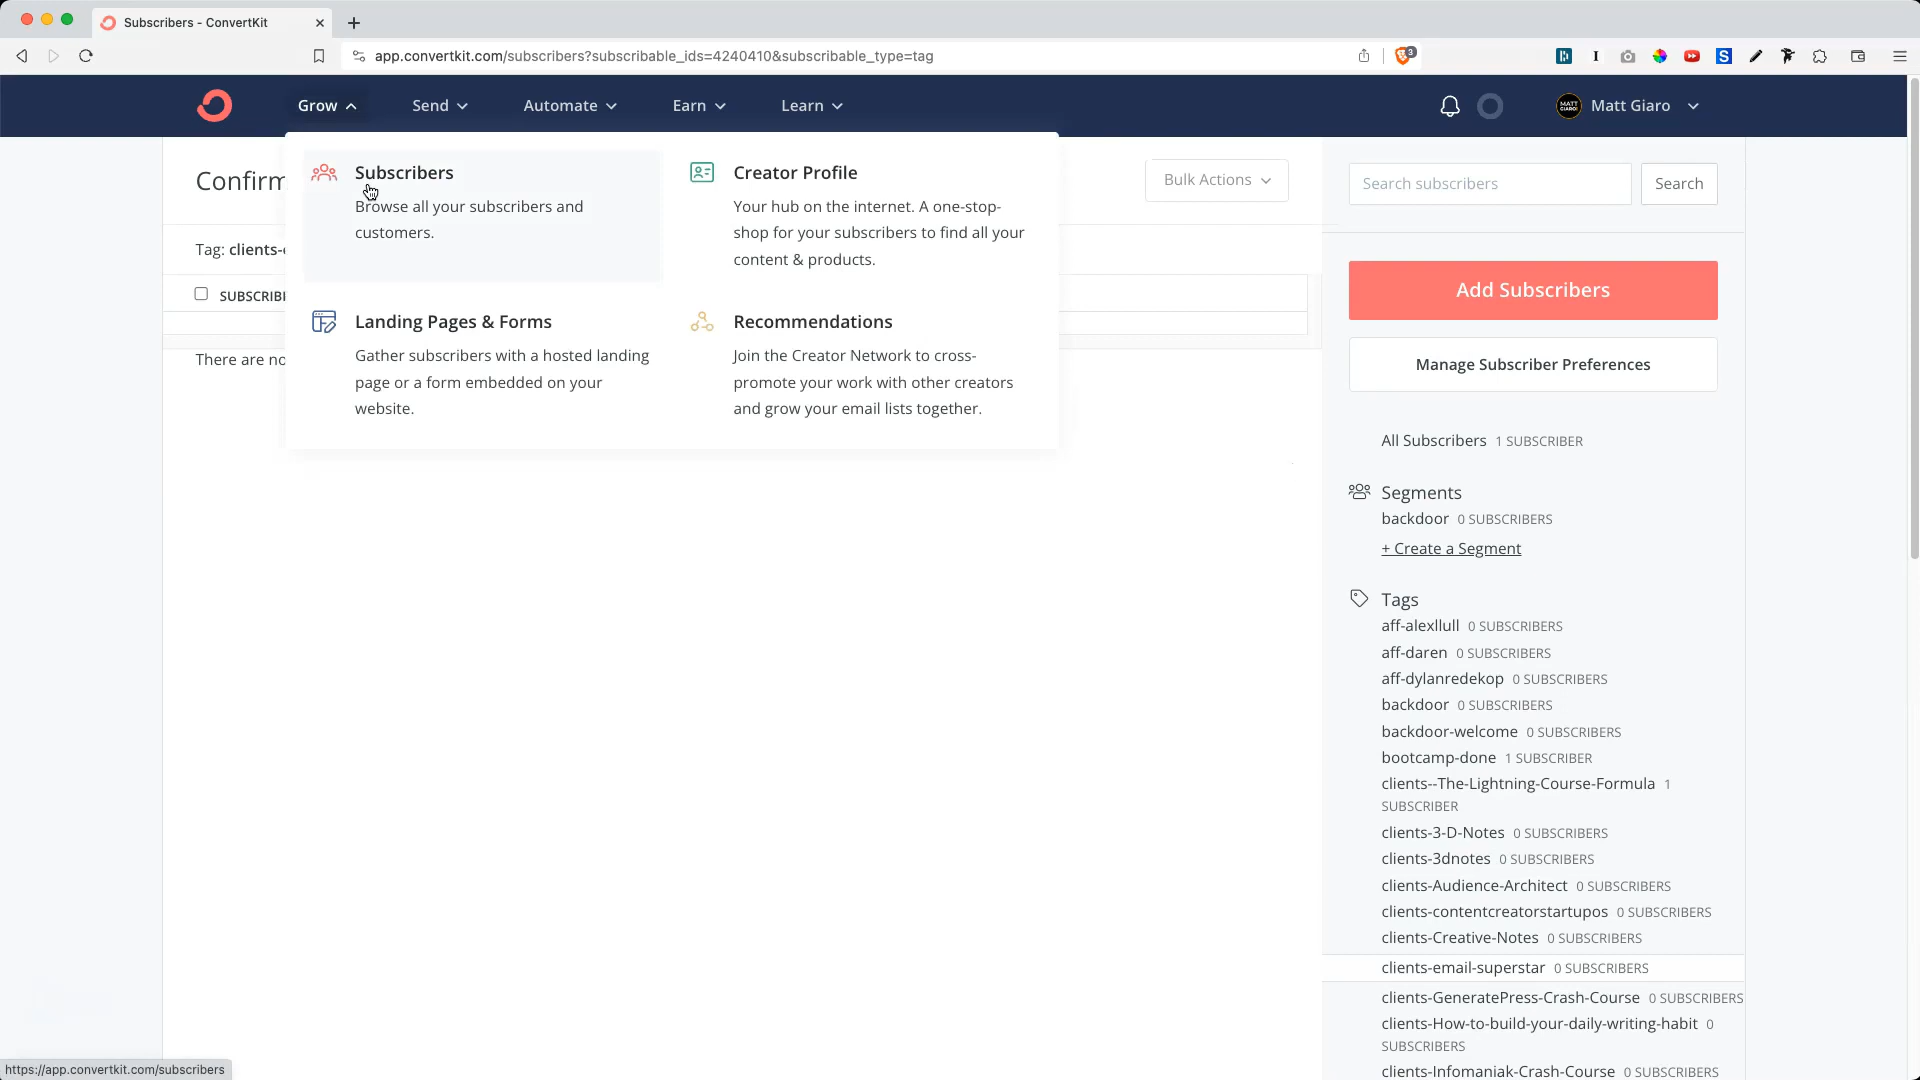 Subscribers - ConvertKit
app.convertkit.com/subscribers?subscribable_ids=4240410&subscribable_type=tag
3
Grow
Send
Automate
Earn
Learn
MATT GIARO
Matt Giaro
Confirm
Subscribers
Browse all your subscribers and
customers.
Creator Profile
Your hub on the internet. A one-stop-
shop for your subscribers to find all your
content & products.
Landing Pages & Forms
Gather subscribers with a hosted landing
page or a form embedded on your
website.
Recommendations
Join the Creator Network to cross-
promote your work with other creators
and grow your email lists together.
Bulk Actions
Tag: clients-
SUBSCRIB
There are no
Search subscribers
Search
Add Subscribers
Manage Subscriber Preferences
All Subscribers 1 SUBSCRIBER
Segments
backdoor 0 SUBSCRIBERS
+ Create a Segment
Tags
aff-alexllull 0 SUBSCRIBERS
aff-daren 0 SUBSCRIBERS
aff-dylanredekop 0 SUBSCRIBERS
backdoor 0 SUBSCRIBERS
backdoor-welcome 0 SUBSCRIBERS
bootcamp-done 1 SUBSCRIBER
clients--The-Lightning-Course-Formula 1
SUBSCRIBER
clients-3-D-Notes 0 SUBSCRIBERS
clients-3dnotes 0 SUBSCRIBERS
clients-Audience-Architect 0 SUBSCRIBERS
clients-contentcreatorstartupos 0 SUBSCRIBERS
clients-Creative-Notes 0 SUBSCRIBERS
clients-email-superstar 0 SUBSCRIBERS
clients-GeneratePress-Crash-Course 0 SUBSCRIBERS
clients-How-to-build-your-daily-writing-habit 0
SUBSCRIBERS
clients-Infomaniak-Crash-Course 0 SUBSCRIBERS
https://app.convertkit.com/subscribers